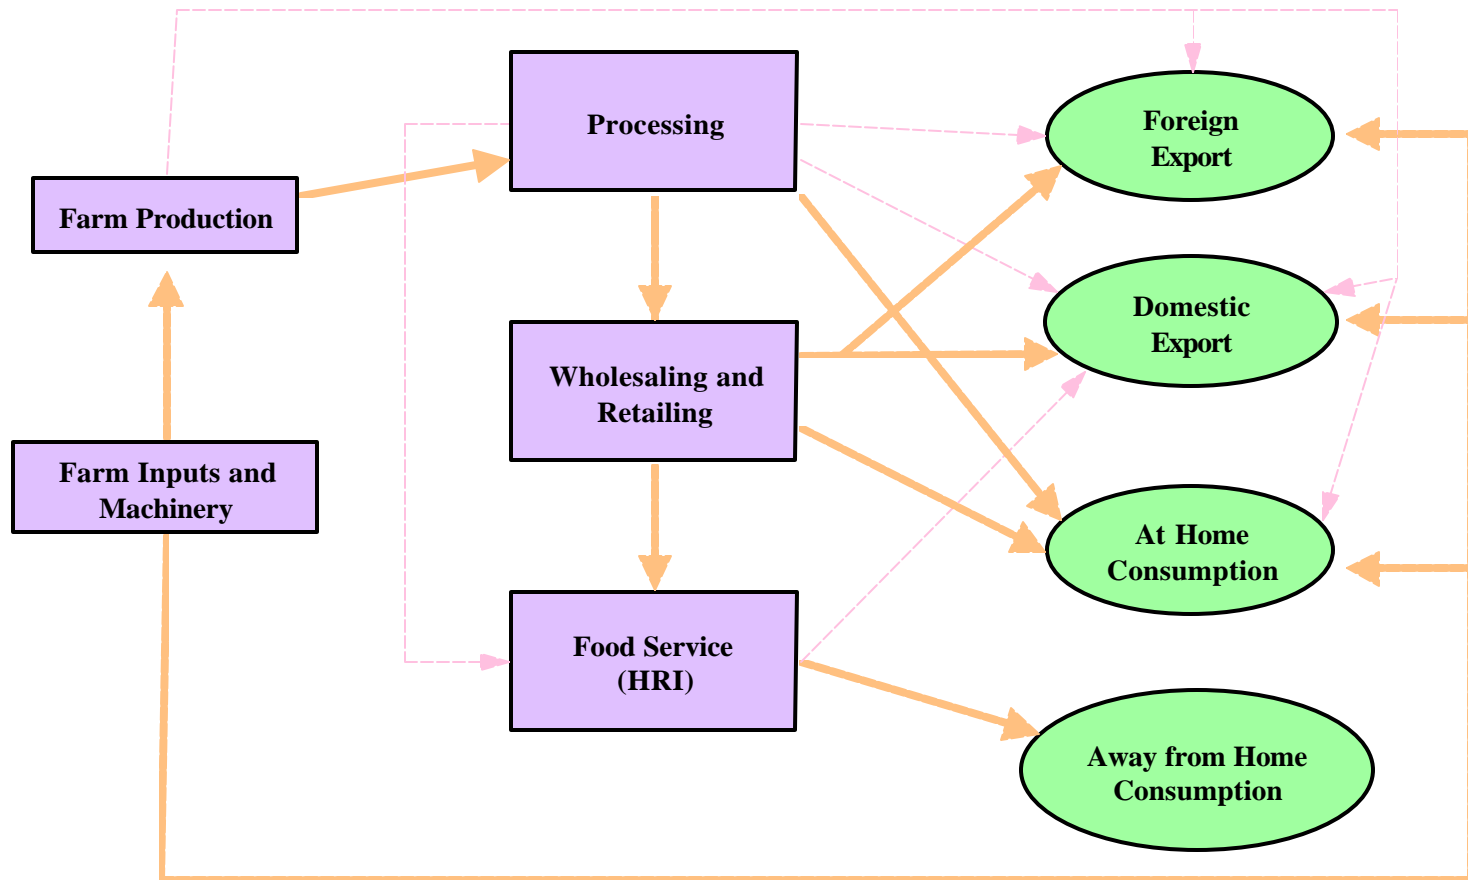 Processing
Foreign
Export
Farm Production
Domestic
Export
Wholesaling and
Retailing
Farm Inputs and
Machinery
At Home
Consumption
Food Service
(HRI)
Away from Home
Consumption